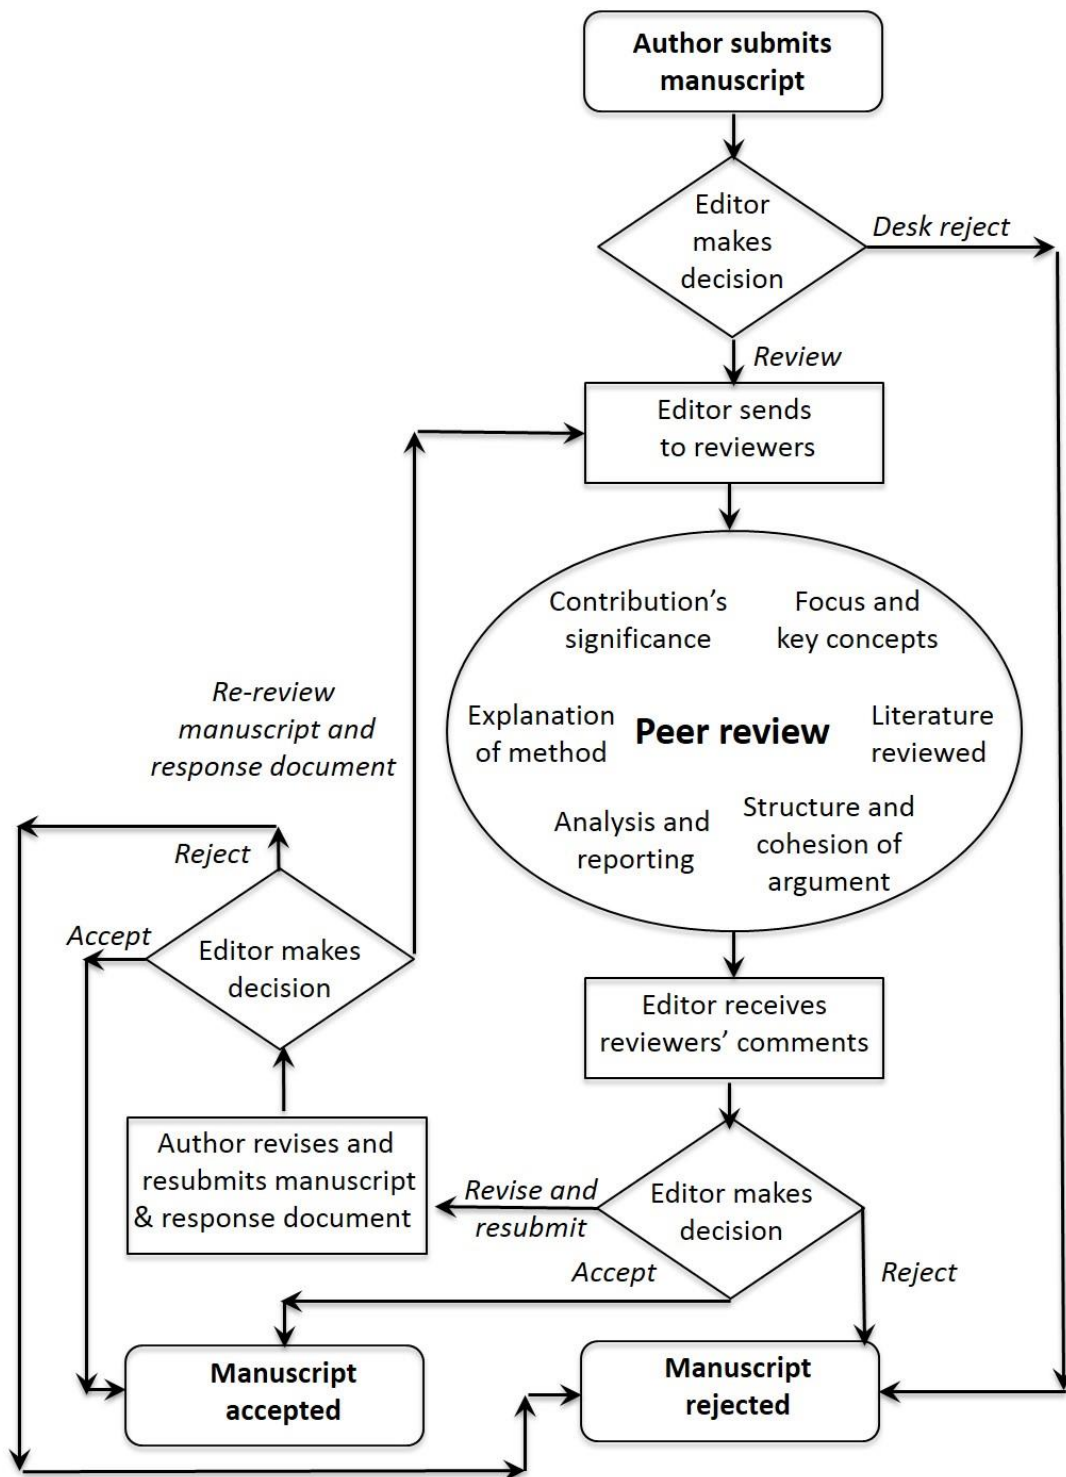 Author submits
manuscript
Editor
makes
decision
Desk reject
Review
Editor sends
to reviewers
Contribution’s
significance
Focus and
key concepts
Explanation
of method
Peer review
Literature
reviewed
Analysis and
reporting
Structure and
cohesion of
argument
Re-review
manuscript and
response document
Reject
Accept
Editor makes
decision
Editor receives
reviewers’ comments
Author revises and
resubmits manuscript
& response document
Revise and
resubmit
Editor makes
decision
Accept
Reject
Manuscript
accepted
Manuscript
rejected